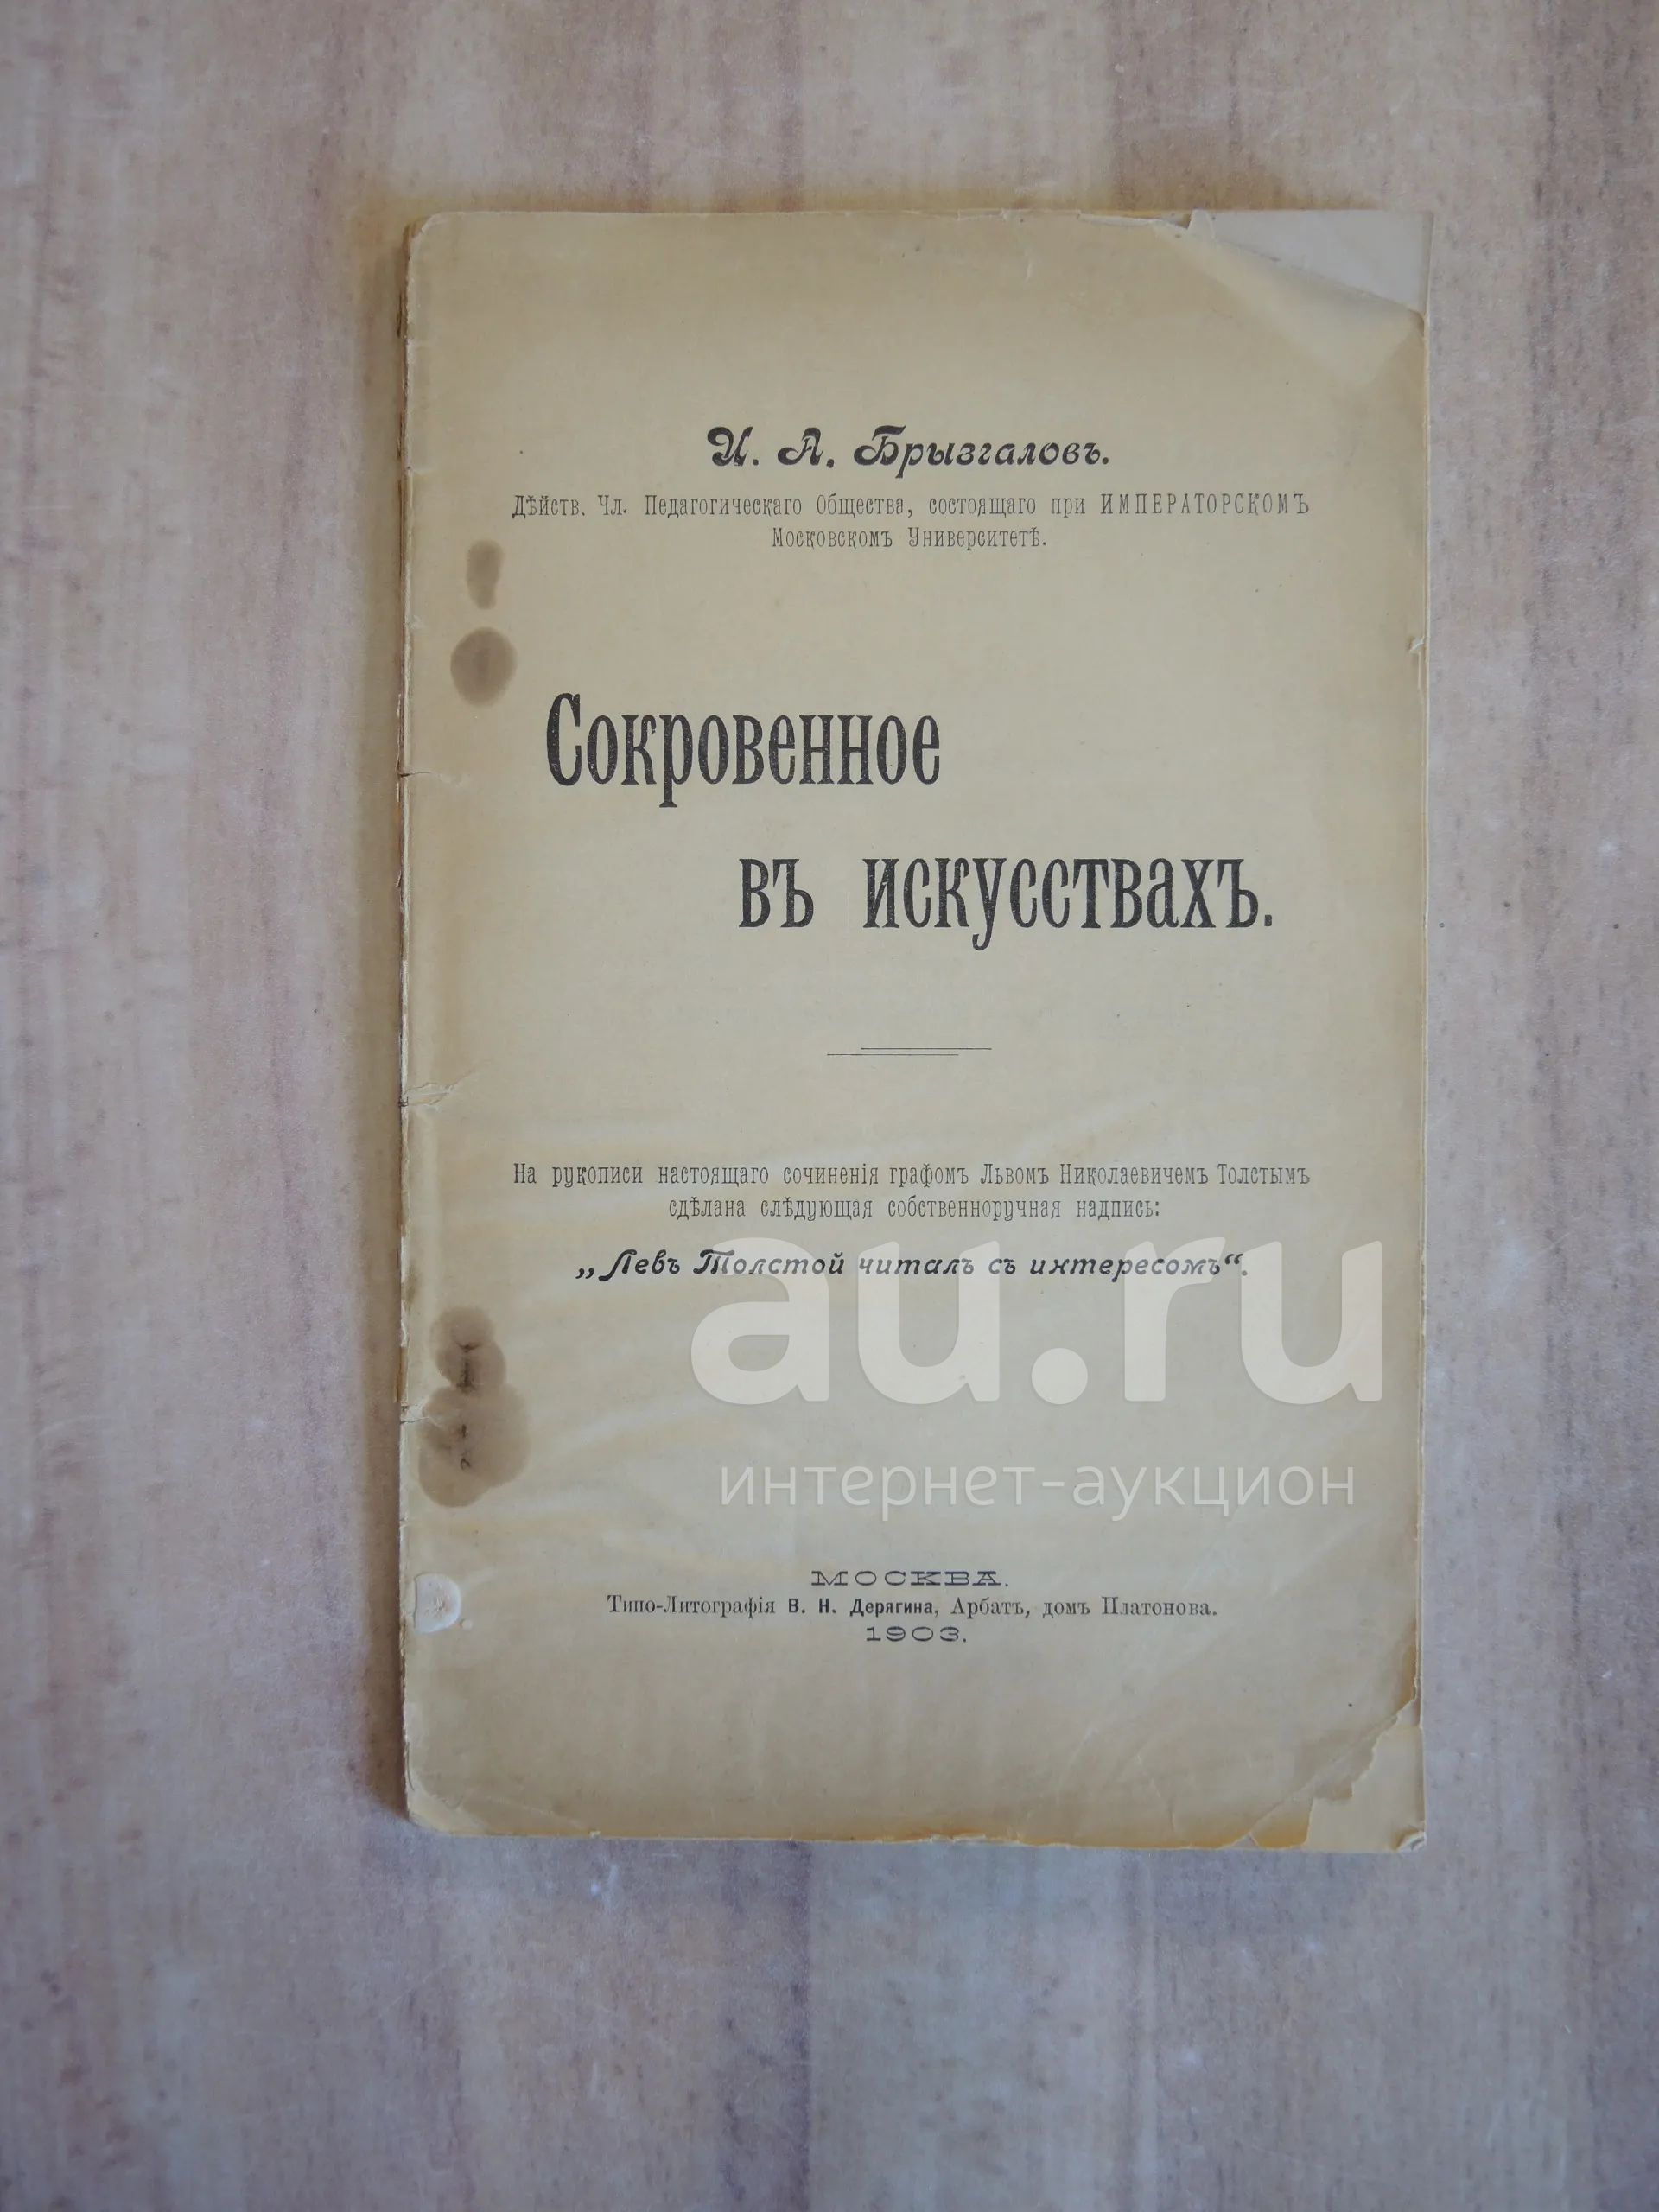 И. А. Брызгаловъ.
Дѣйств. Чл. Педагогическаго Общества, состоящаго при ИМПЕРАТОРСКОМЪ
Московскомъ Университетѣ.
Сокровенное
въ искусствахъ.
На рукописи настоящаго сочиненія графомъ Львомъ Николаевичемъ Толстымъ
сдѣлана слѣдующая собственноручная надпись:
„Левъ Толстой читалъ съ интересомъ“.
au.ru
интернет-аукцион
МОСКВА.
Типо-Литографія В. Н. Дерягина, Арбатъ, домъ Платонова.
1903.